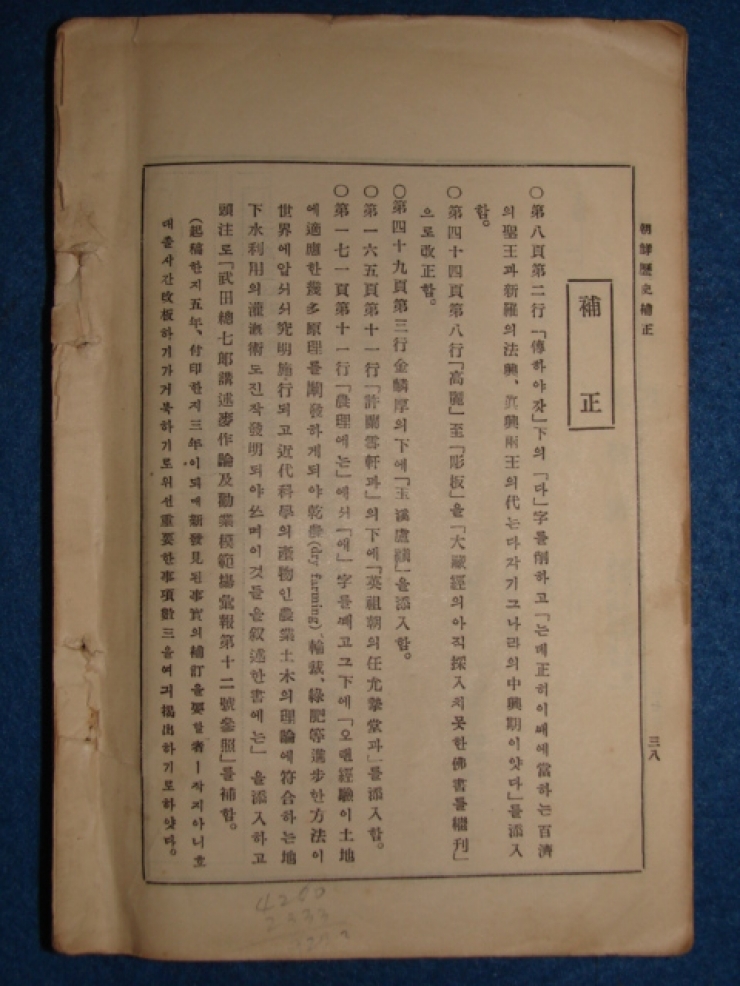 朝鮮歷史補正
三八
補正
○第八頁第二行「傳하야갓」下의「다」字를削하고「는데正히이때에當하는百濟
의聖王과新羅의法興、眞興兩王의代는다각기그나라의中興期이얏다」를添入
함。
○第四十四頁第八行「高麗」至「彫板」을「大藏經의아직採入치못한佛書를繼刊」
으로改正함。
○第四十九頁第三行金麟厚의下에「玉溪盧禛」을添入함。
○第一六五頁第十一行「許蘭雪軒과」의下에「英祖朝의任允摯堂과」를添入함。
○第一七一頁第十一行「農理에는」에서「에」字를빼고그下에「오랜經驗이土地
에適應한幾多原理를闡發하게되야乾農(dry farming)、輪栽、綠肥等進步한方法이
世界에압서서究明施行되고近代科學의產物인農業土木의理論에符合하는地
下水利用의灌漑術도진작發明되야쓰며이것들을敘述한書에는」을添入하고
頭注로「武田總七郎講述麥作論及勸業模範場彙報第十二號參照」를補함。
(起稿한지五年、付印한지三年이되매新發見된事實의補訂을要할者ㅣ작지아니호
대출사간改板하기가거북하기로위선重要한事項數三을여긔揭出하기로하얏다。
4260
2333